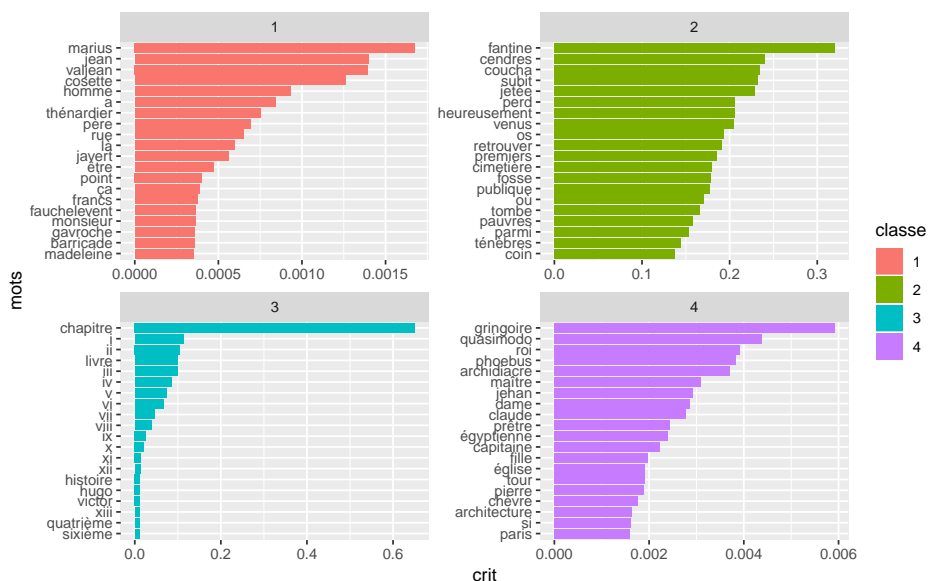 1
marius
jean
valjean
cosette
homme
a
thénardier
père
rue
là
javert
être
point
ça
francs
fauchelevent
monsieur
gavroche
barricade
madeleine
0.0000 0.0005 0.0010 0.0015
2
fantine
cendres
coucha
subit
jetée
perd
heureusement
venus
os
retrouver
premiers
cimetière
fosse
publique
où
tombe
pauvres
parmi
ténèbres
coin
0.0 0.1 0.2 0.3
3
chapitre
i
ii
livre
iii
iv
v
vi
vii
viii
ix
x
xi
xii
histoire
hugo
victor
xiii
quatrième
sixième
0.0 0.2 0.4 0.6
4
gringoire
quasimodo
roi
phoebus
archidiacre
maître
jehan
dame
claude
prêtre
égyptienne
capitaine
fille
église
tour
pierre
chèvre
architecture
si
paris
0.000 0.002 0.004 0.006
mots
crit
classe
1
2
3
4